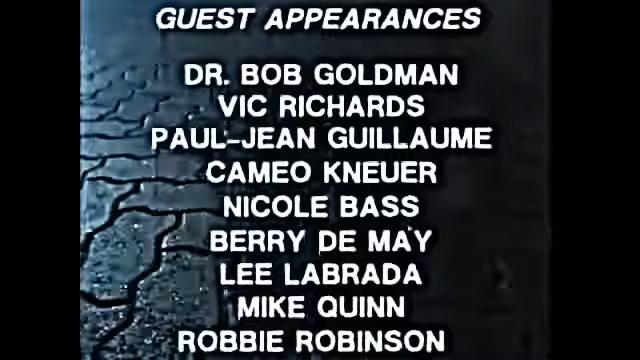 GUEST APPEARANCES
DR. BOB GOLDMAN
VIC RICHARDS
PAUL-JEAN GUILLAUME
CAMEO KNEUER
NICOLE BASS
BERRY DE MAY
LEE LABRADA
MIKE QUINN
ROBBIE ROBINSON